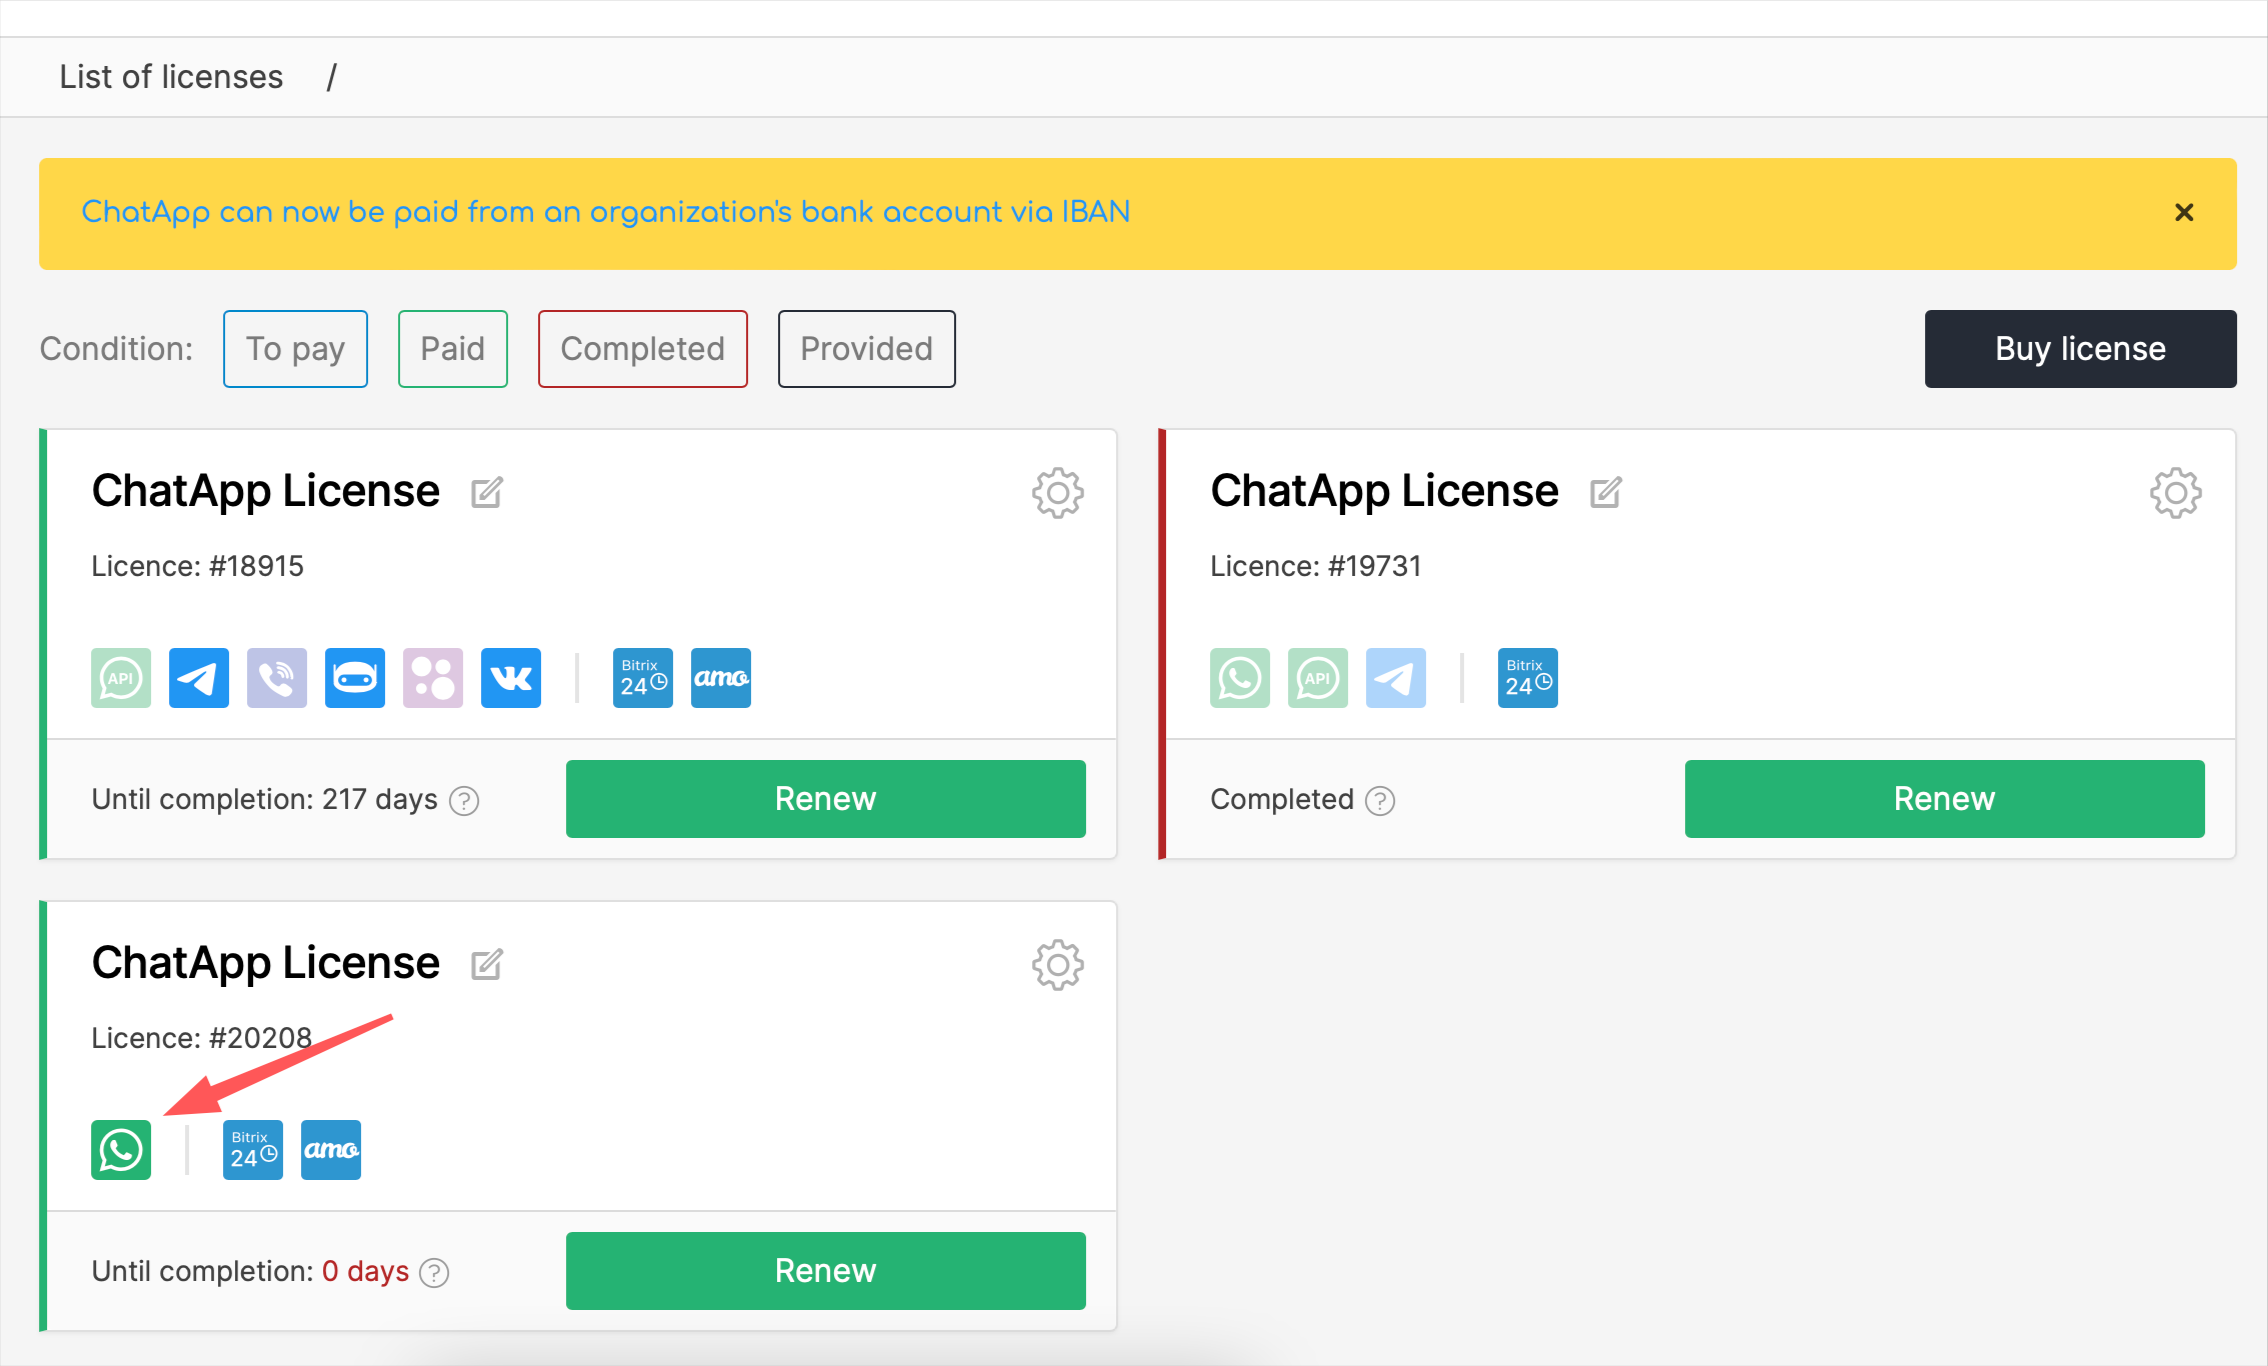 List of licenses /
ChatApp can now be paid from an organization's bank account via IBAN
Condition: To pay Paid Completed Provided Buy license
ChatApp License
Licence: #18915
API
Bitrix 24
amo
Until completion: 217 days ?
Renew
ChatApp License
Licence: #19731
API
Bitrix 24
Completed ?
Renew
ChatApp License
Licence: #20208
Bitrix 24
amo
Until completion: 0 days ?
Renew